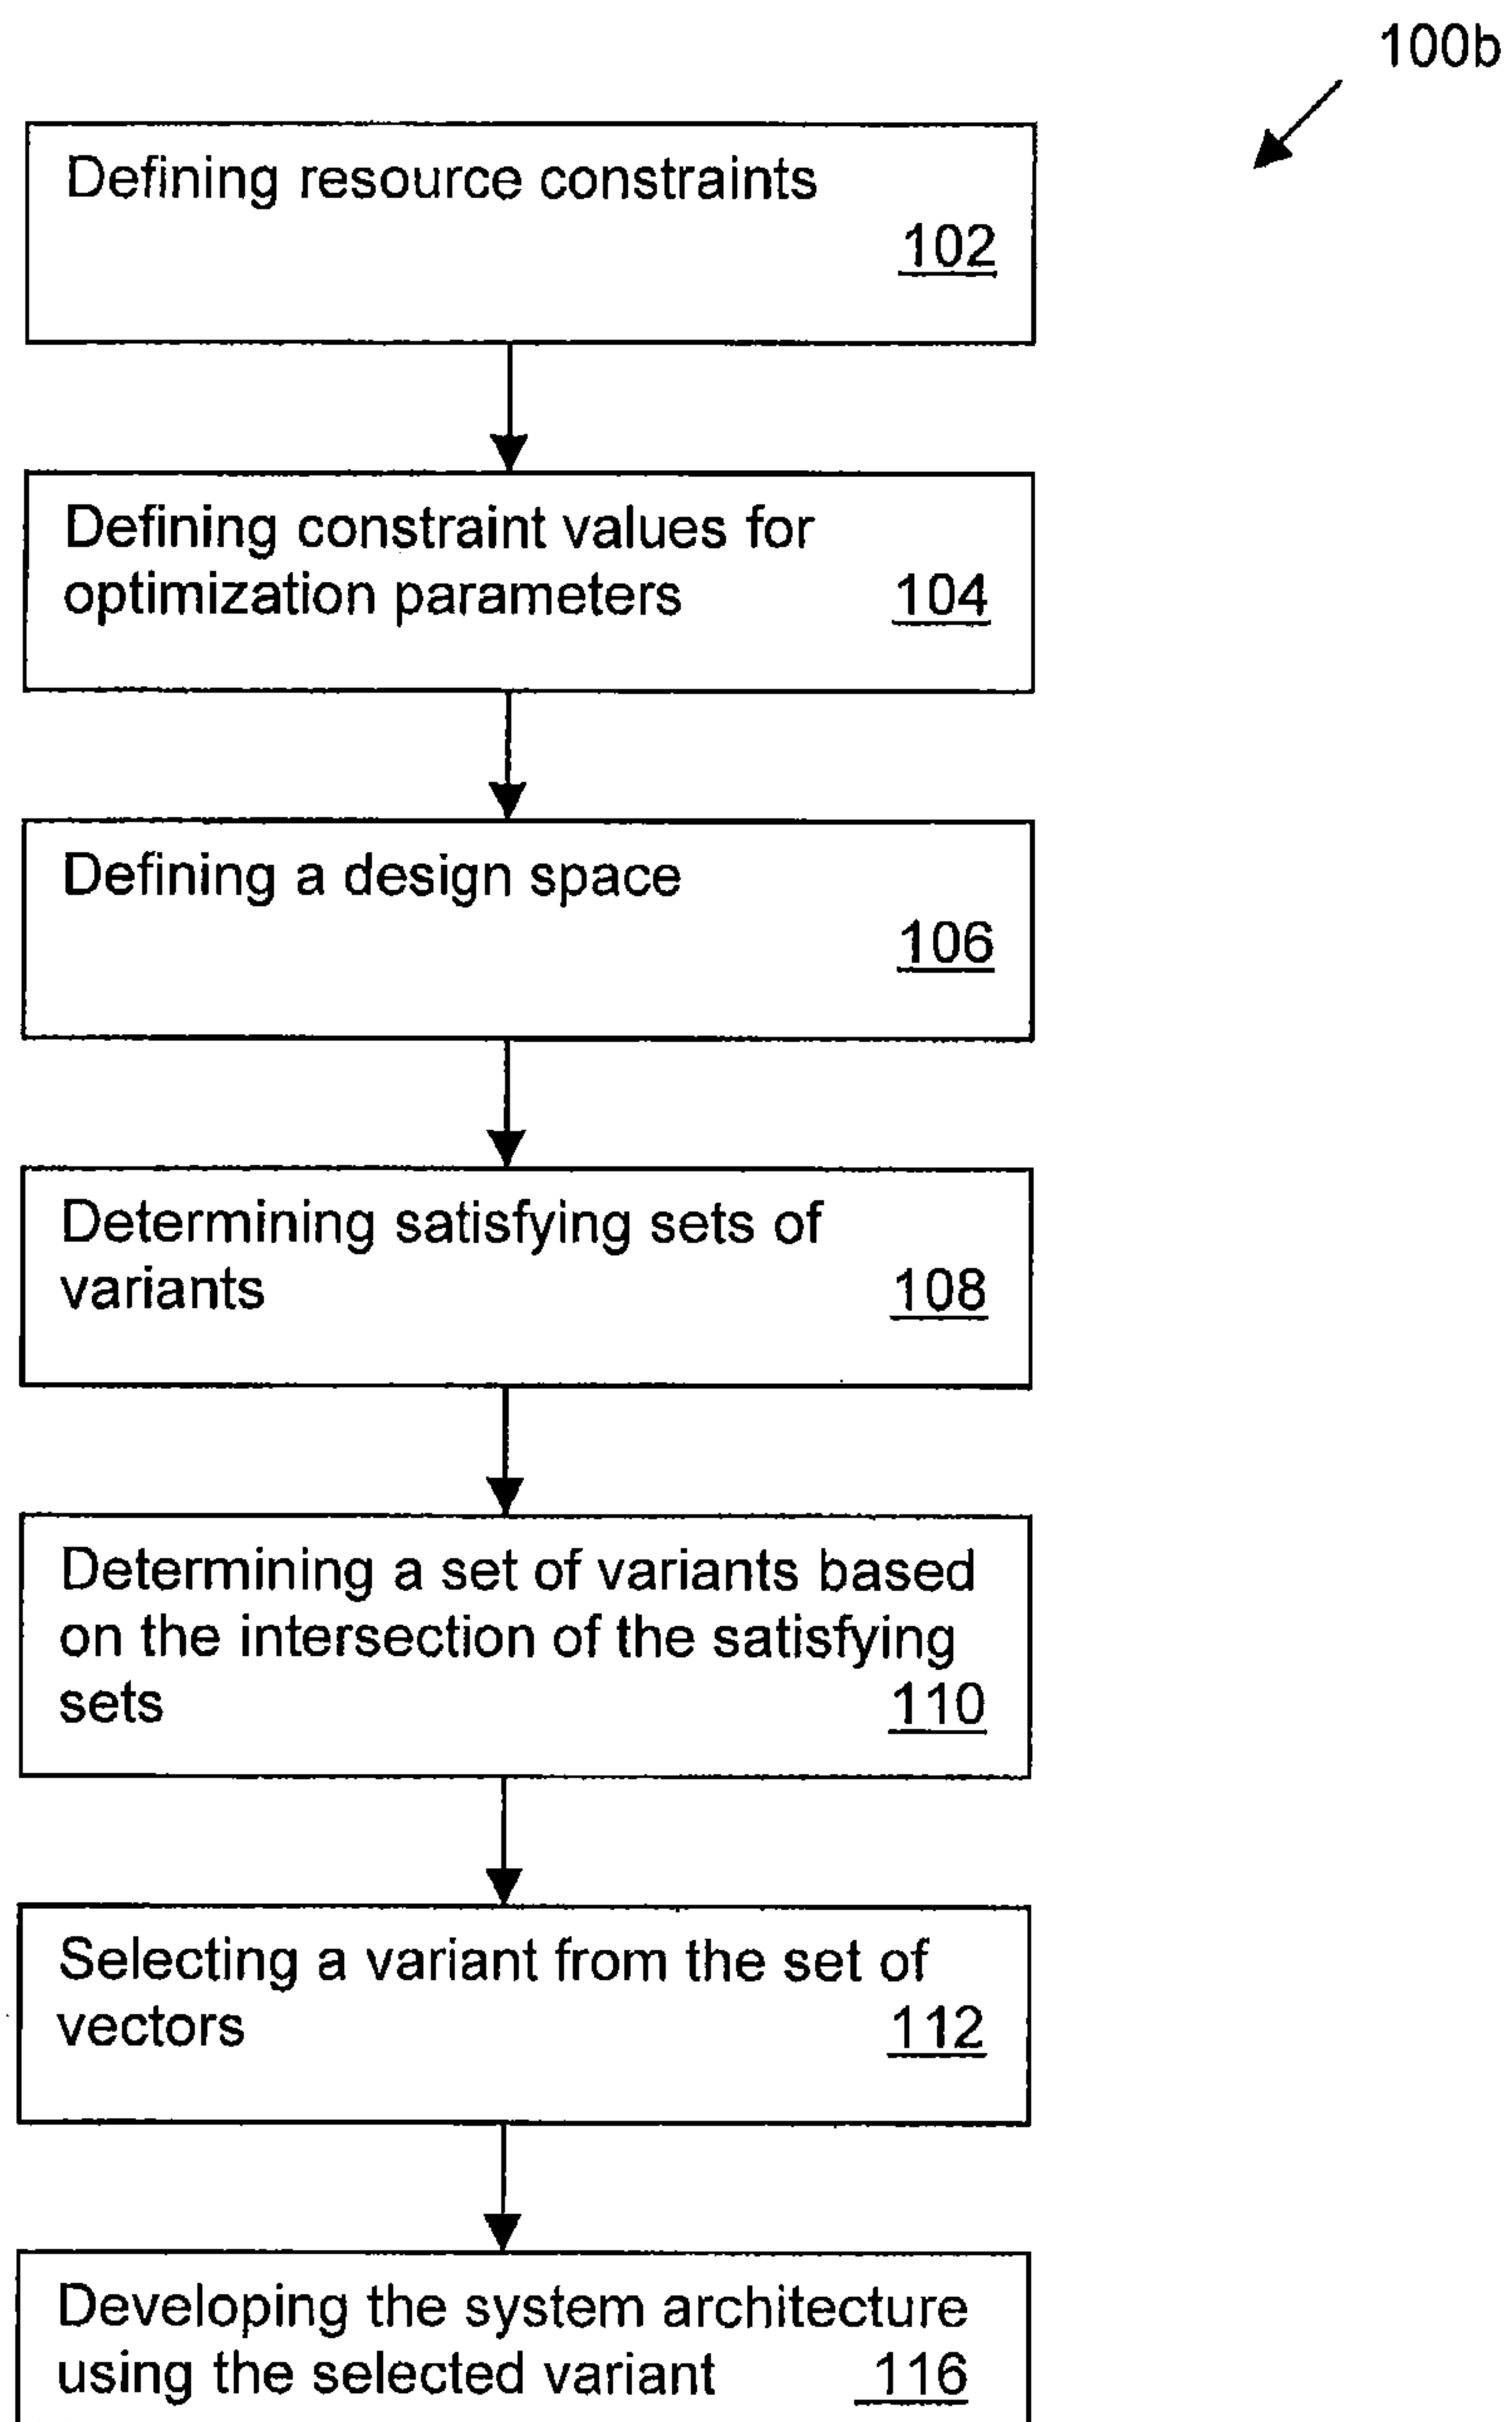 100b
Defining resource constraints
102
Defining constraint values for
optimization parameters 104
Defining a design space
106
Determining satisfying sets of
variants 108
Determining a set of variants based
on the intersection of the satisfying
sets 110
Selecting a variant from the set of
vectors 112
Developing the system architecture
using the selected variant 116